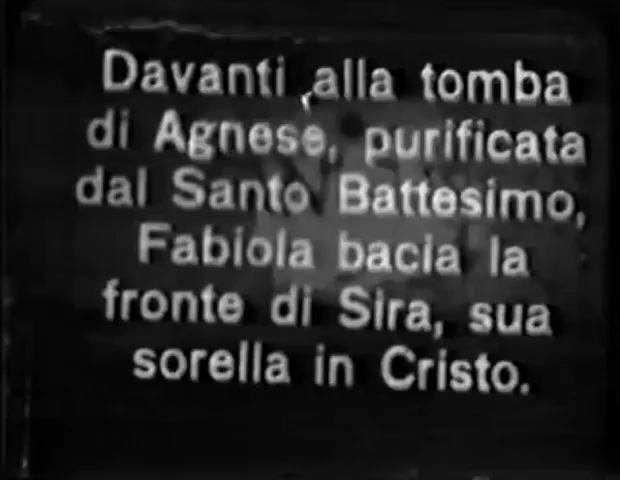 Davanti alla tomba
di Agnese, purificata
dal Santo Battesimo,
Fabiola bacia la
fronte di Sira, sua
sorella in Cristo.